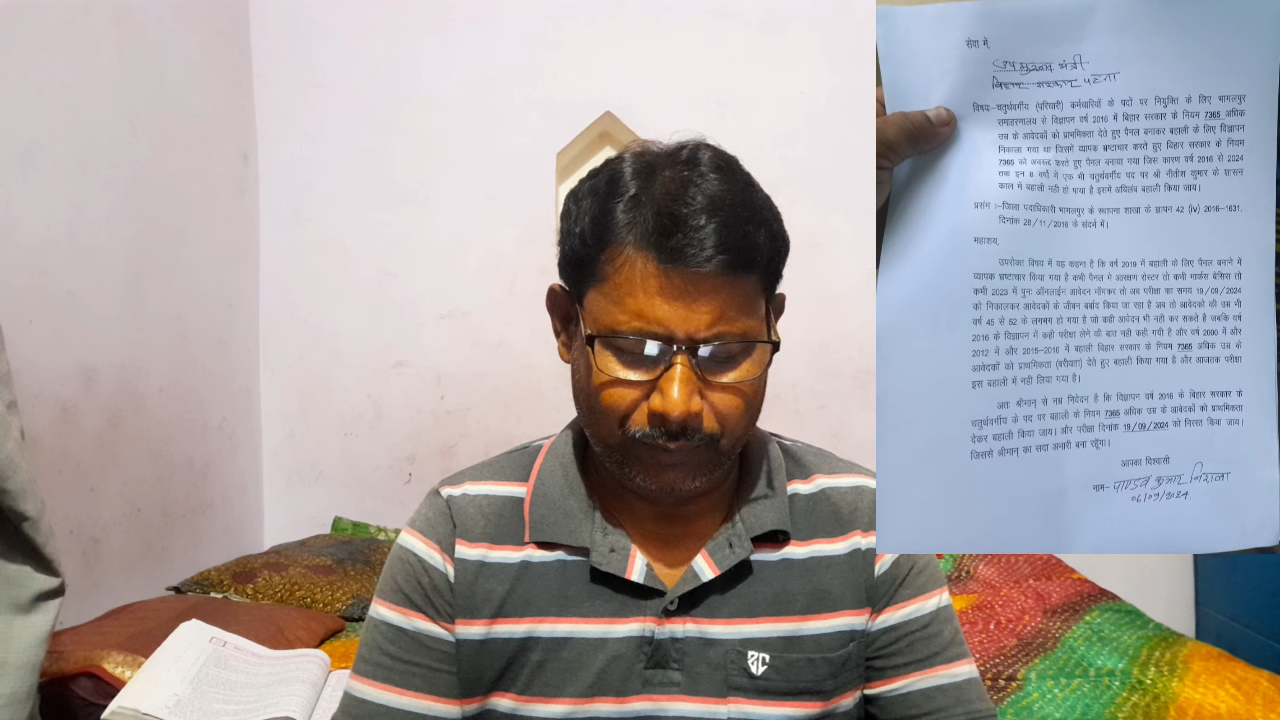 सेवा में,
उप मुख्य मंत्री
बिहार सरकार पटना
विषय:–चतुर्थवर्गीय (परिचारी) कर्मचारियों के पदों पर नियुक्ति के लिए भागलपुर
समाहरणालय से विज्ञापन वर्ष 2016 में बिहार सरकार के नियम 7365 अधिक
उम्र के आवेदकों को प्राथमिकता देते हुए पैनल बनाकर बहाली के लिए विज्ञापन
निकाला गया था जिसमें व्यापक भ्रष्टाचार करते हुए बिहार सरकार के नियम
7365 को अवरूद्ध करते हुए पैनल बनाया गया जिस कारण वर्ष 2016 से 2024
तक इन 8 वर्षो में एक भी चतुर्थवर्गीय पद पर श्री नीतीश कुमार के शासन
काल में बहाली नही हो पाया है इसमें अविलंब बहाली किया जाय।
प्रसंग :–जिला पदाधिकारी भागलपुर के स्थापना शाखा के ज्ञापन 42 (iv) 2016–1631,
दिनांक 28/11/2016 के संदर्भ में।
महाशय,
उपरोक्त विषय में यह कहना है कि वर्ष 2019 में बहाली के लिए पैनल बनाने में
व्यापक भ्रष्टाचार किया गया है कभी पैनल मे आरक्षण रोस्टर तो कभी मार्कस बेसिस तो
कभी 2023 में पुनः ऑनलाईन आवेदन माँगकर तो अब परीक्षा का समय 19/09/2024
को निकालकर आवेदकों के जीवन बर्बाद किया जा रहा है अब तो आवेदको की उम्र भी
वर्ष 45 से 52 के लगभग हो गया है जो कही आवेदन भी नही कर सकते है जबकि वर्ष
2016 के विज्ञापन में कही परीक्षा लेने की बात नही कही गयी है और वर्ष 2000 में और
2012 में और 2015–2016 में बहाली बिहार सरकार के नियम 7365 अधिक उम्र के
आवेदकों को प्राथमिकता (वरीयता) देते हुए बहाली किया गया है और आजतक परीक्षा
इस बहाली में नही लिया गया है।
अतः श्रीमान् से नम्र निवेदन है कि विज्ञापन वर्ष 2016 के बिहार सरकार के
चतुर्थवर्गीय के पद पर बहाली के नियम 7365 अधिक उम्र के आवेदकों को प्राथमिकता
देकर बहाली किया जाय। और परीक्षा दिनांक 19/09/2024 को निरस्त किया जाय।
जिससे श्रीमान् का सदा अभारी बना रहूँगा।
आपका विश्वासी
नाम– पाण्डव कुमार निराला
06/09/2024.